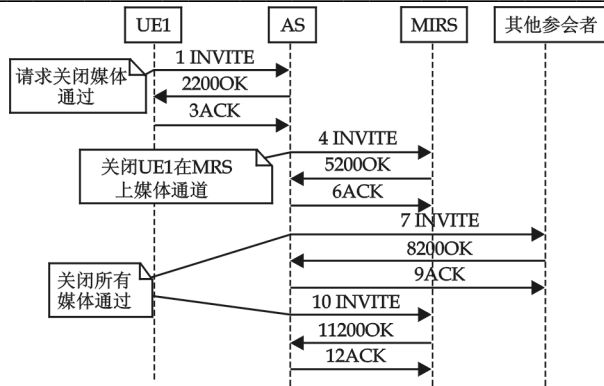 UE1
AS
MIRS
其他参会者
1 INVITE
请求关闭媒体
通过
2200OK
3ACK
4 INVITE
关闭UE1在MRS
上媒体通道
5200OK
6ACK
7 INVITE
8200OK
关闭所有
媒体通过
9ACK
10 INVITE
11200OK
12ACK